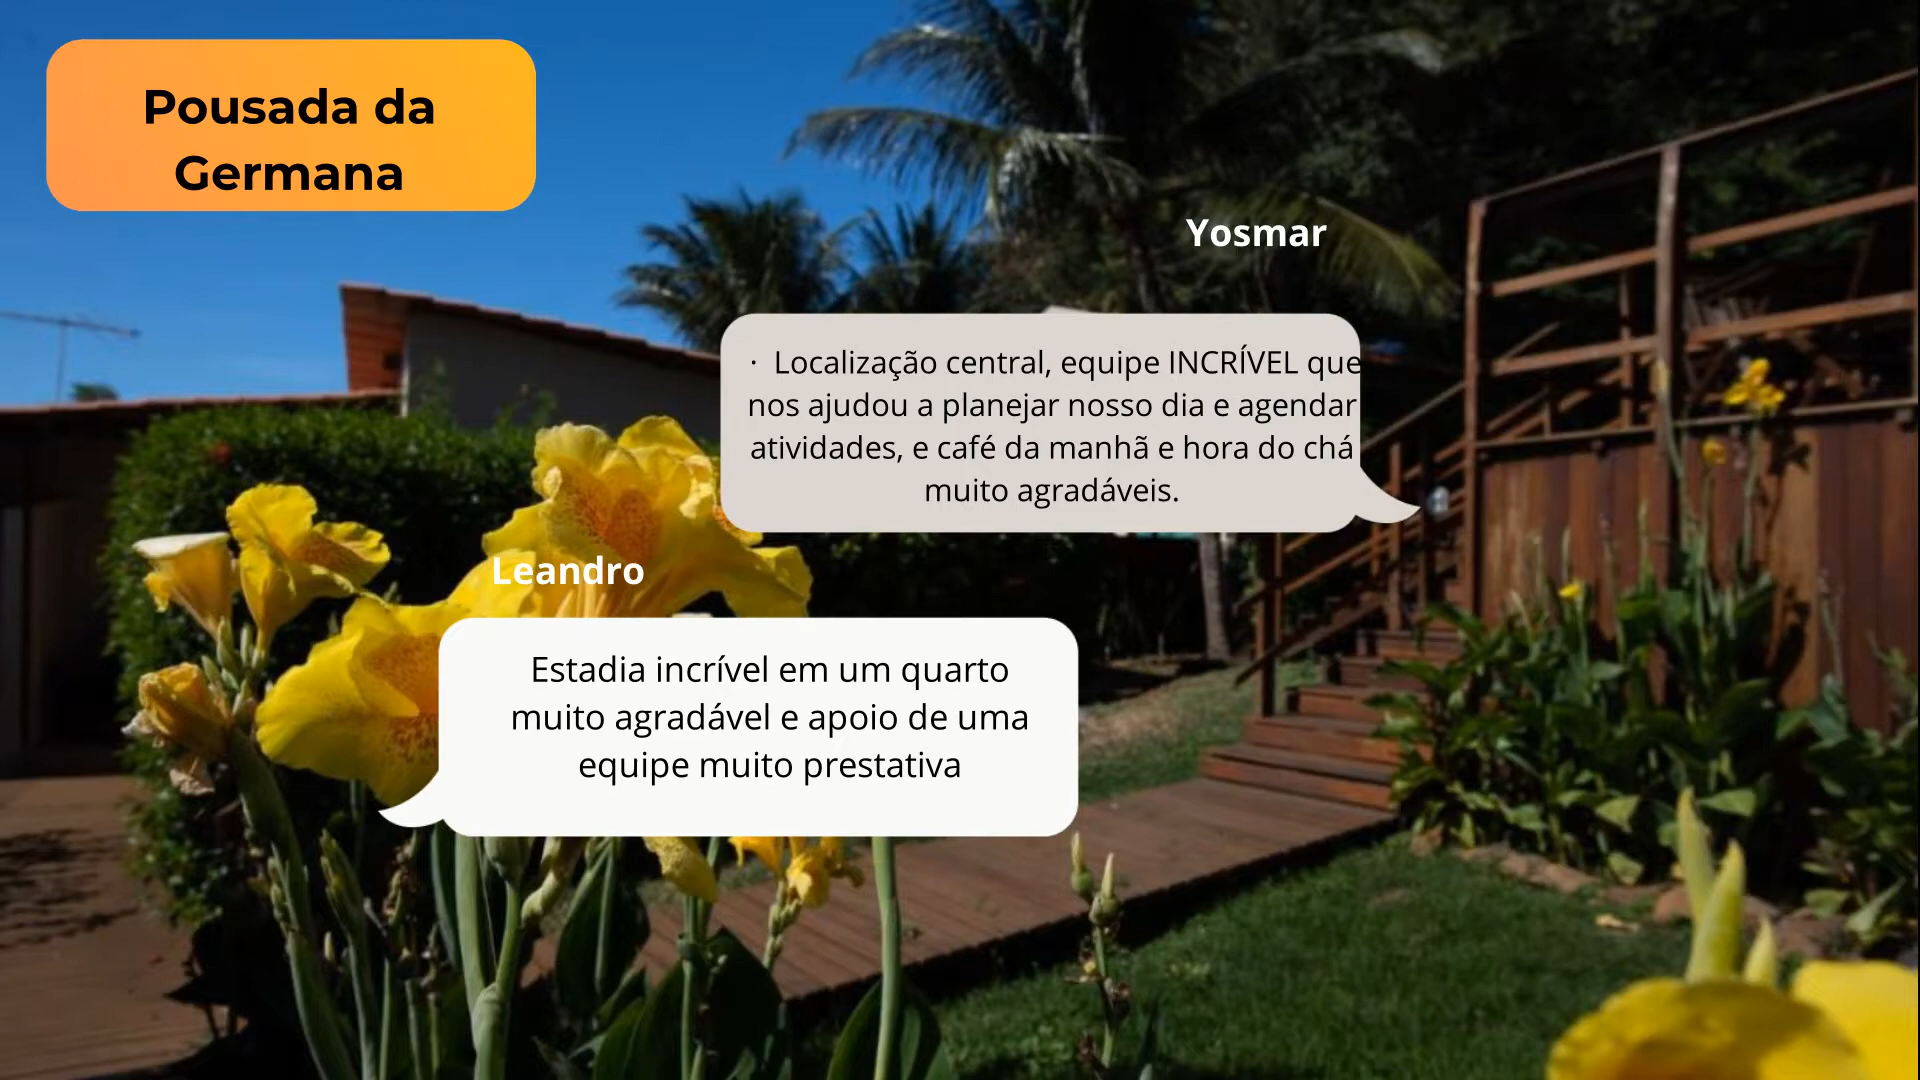 Pousada da
Germana
Yosmar
· Localização central, equipe INCRÍVEL que
nos ajudou a planejar nosso dia e agendar
atividades, e café da manhã e hora do chá
muito agradáveis.
Leandro
Estadia incrível em um quarto
muito agradável e apoio de uma
equipe muito prestativa